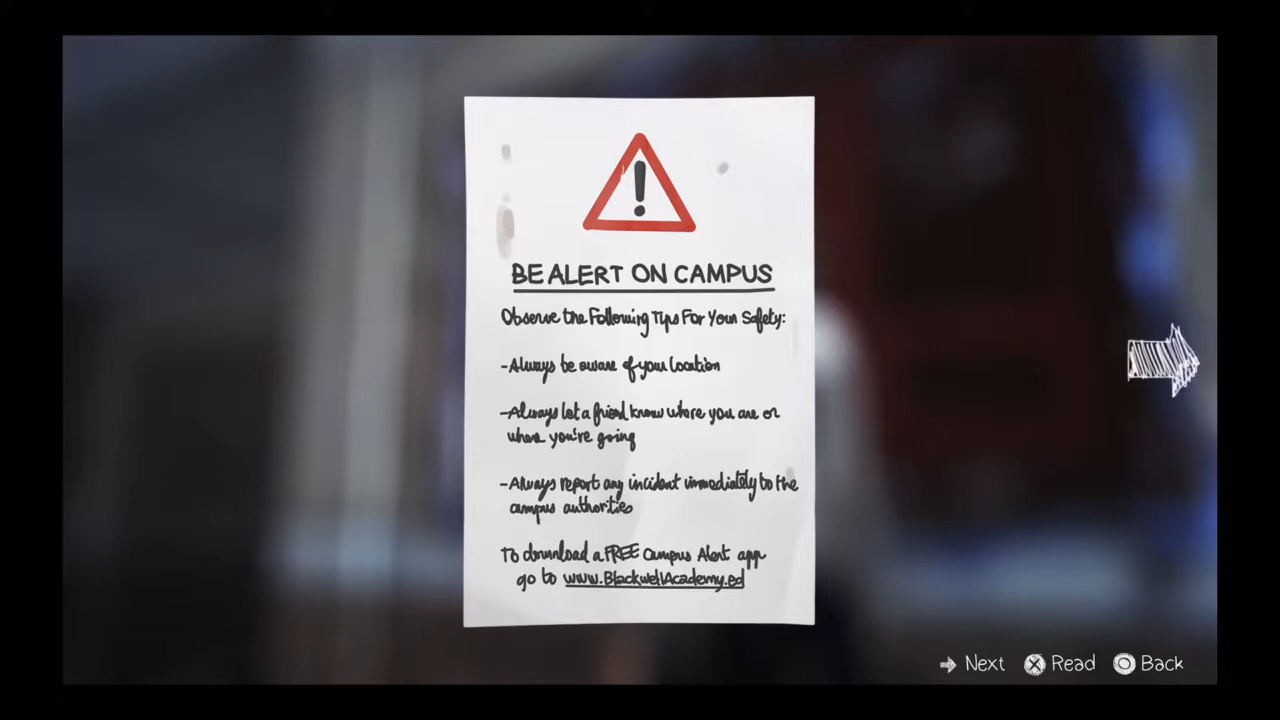 !
BE ALERT ON CAMPUS
Observe the Following Tips For Your Safety:
-Always be aware of your location
-Always let a friend know where you are or
where you're going
-Always report any incident immediately to the
campus authorities
To download a FREE Campus Alert app
go to www.BlackwellAcademy.ed
Next Read Back